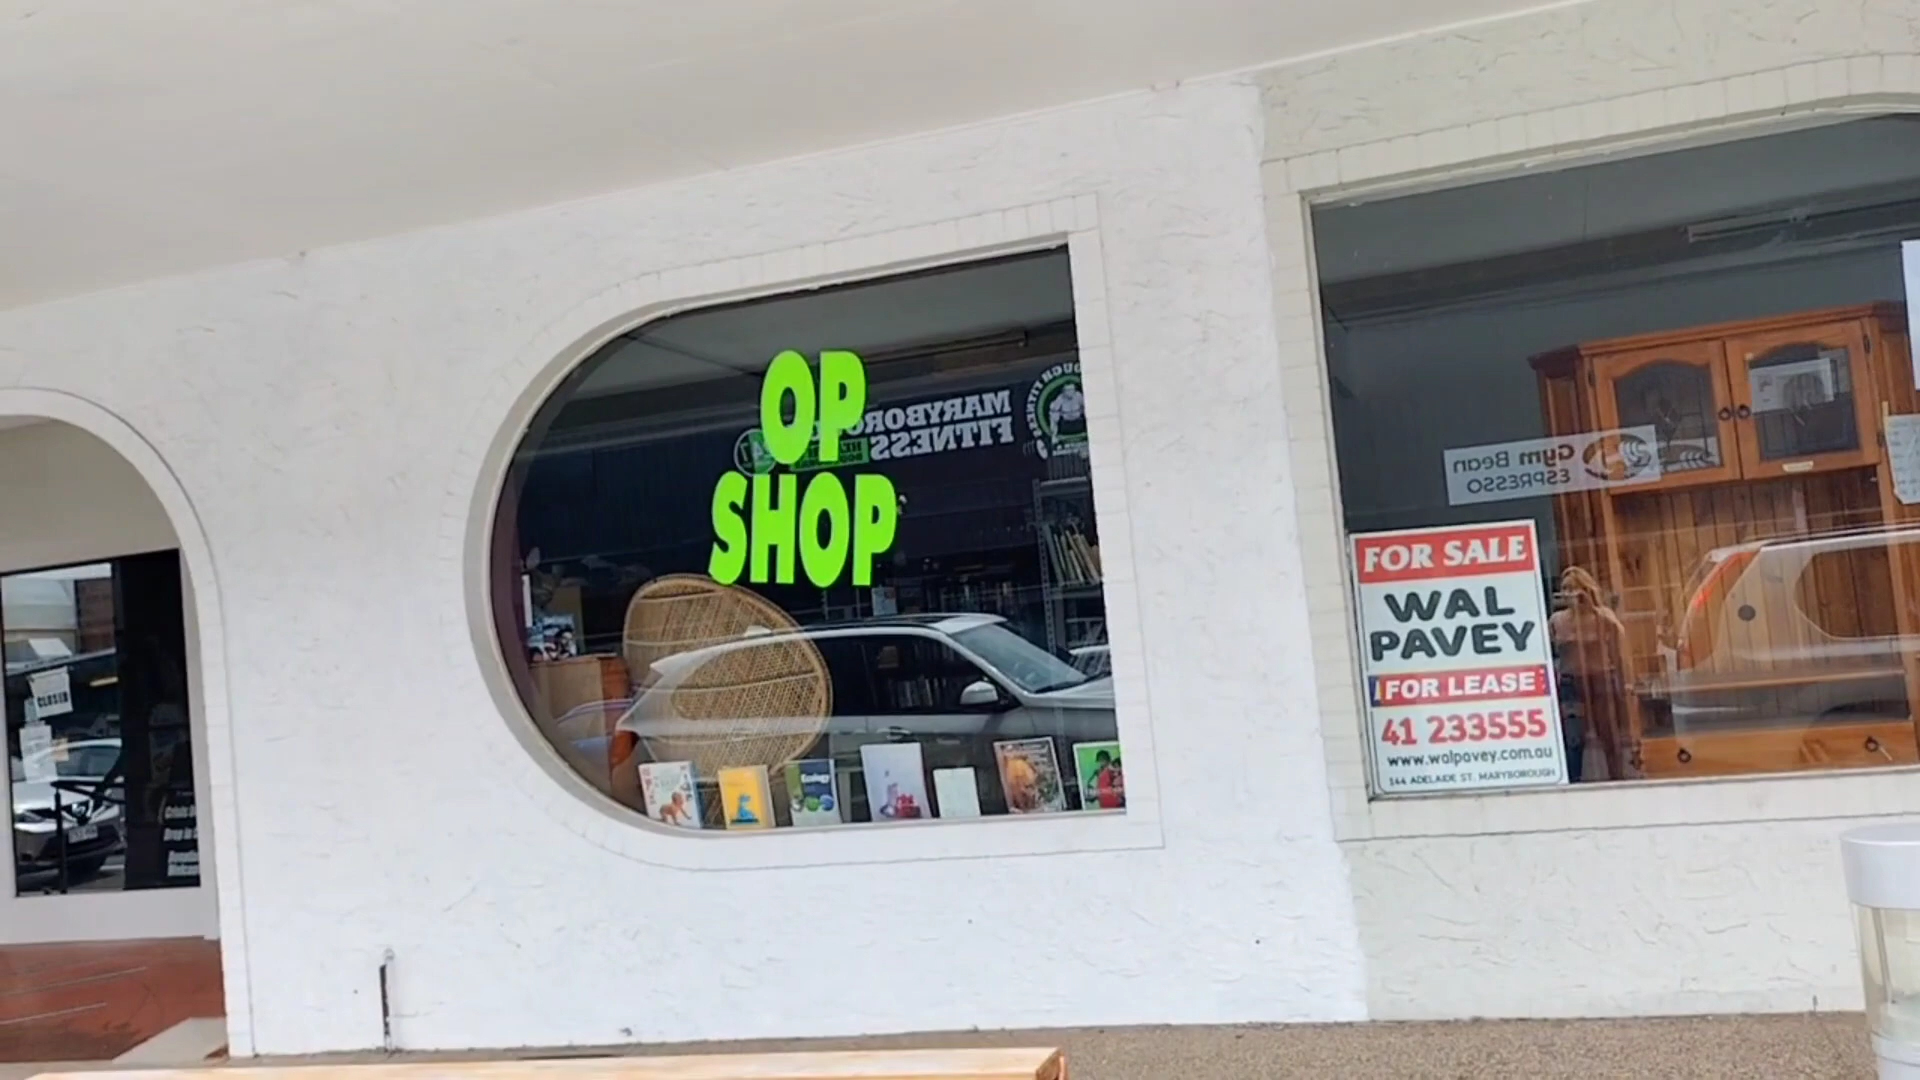 OP
SHOP
MARYBOROUGH
FITNESS
Gym Bean
ESPRESSO
FOR SALE
WAL
PAVEY
FOR LEASE
41 233555
www.walpavey.com.au
144 ADELAIDE ST. MARYBOROUGH
CLOSED
Ecology